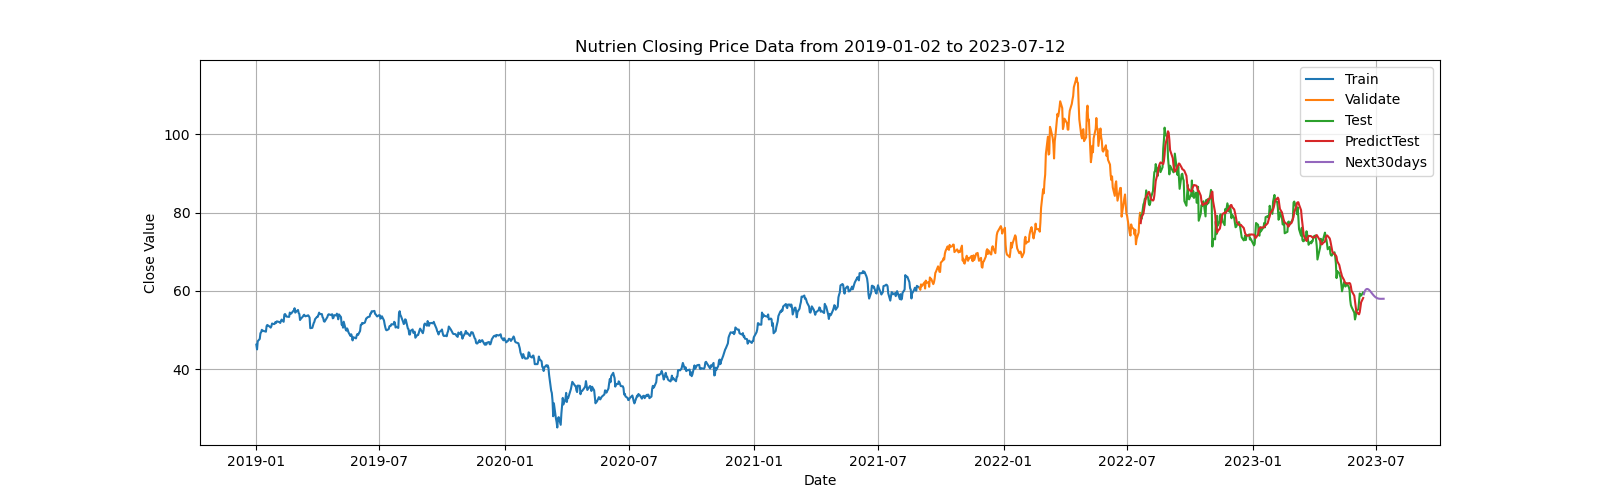 Nutrien Closing Price Data from 2019-01-02 to 2023-07-12
Train
Validate
Test
PredictTest
Next30days
Close Value
100
80
60
40
2019-01
2019-07
2020-01
2020-07
2021-01
2021-07
2022-01
2022-07
2023-01
2023-07
Date